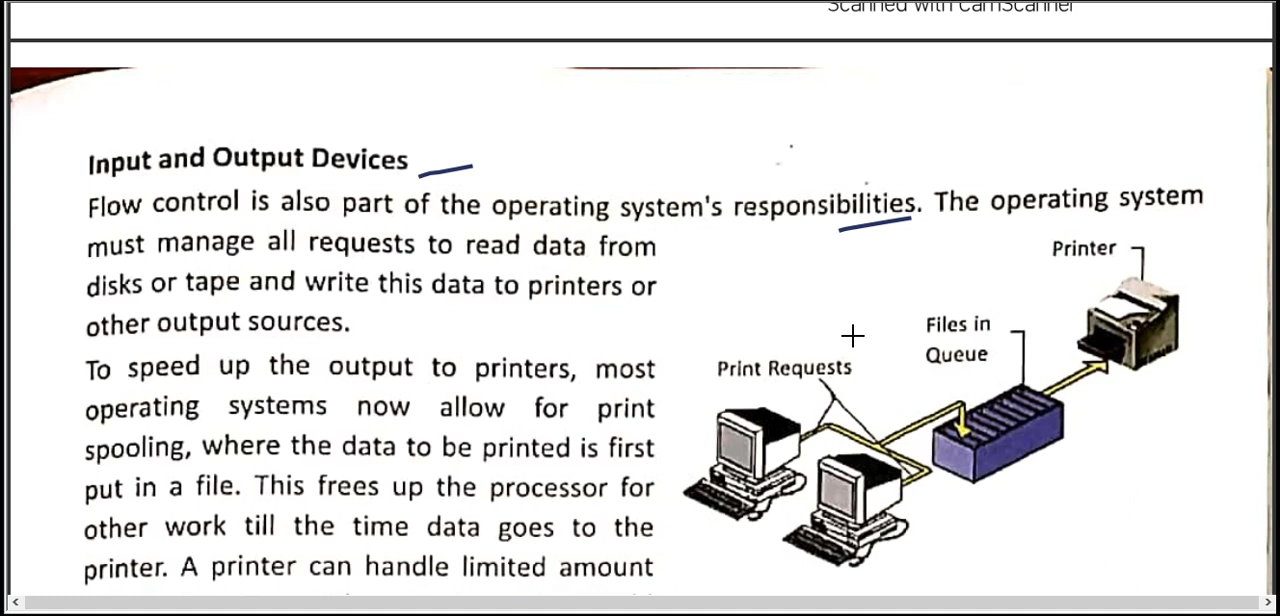 Scanned with CamScanner
Input and Output Devices
Flow control is also part of the operating system's responsibilities. The operating system
must manage all requests to read data from
disks or tape and write this data to printers or
other output sources.
To speed up the output to printers, most
operating systems now allow for print
spooling, where the data to be printed is first
put in a file. This frees up the processor for
other work till the time data goes to the
printer. A printer can handle limited amount
Printer
Files in
Queue
Print Requests